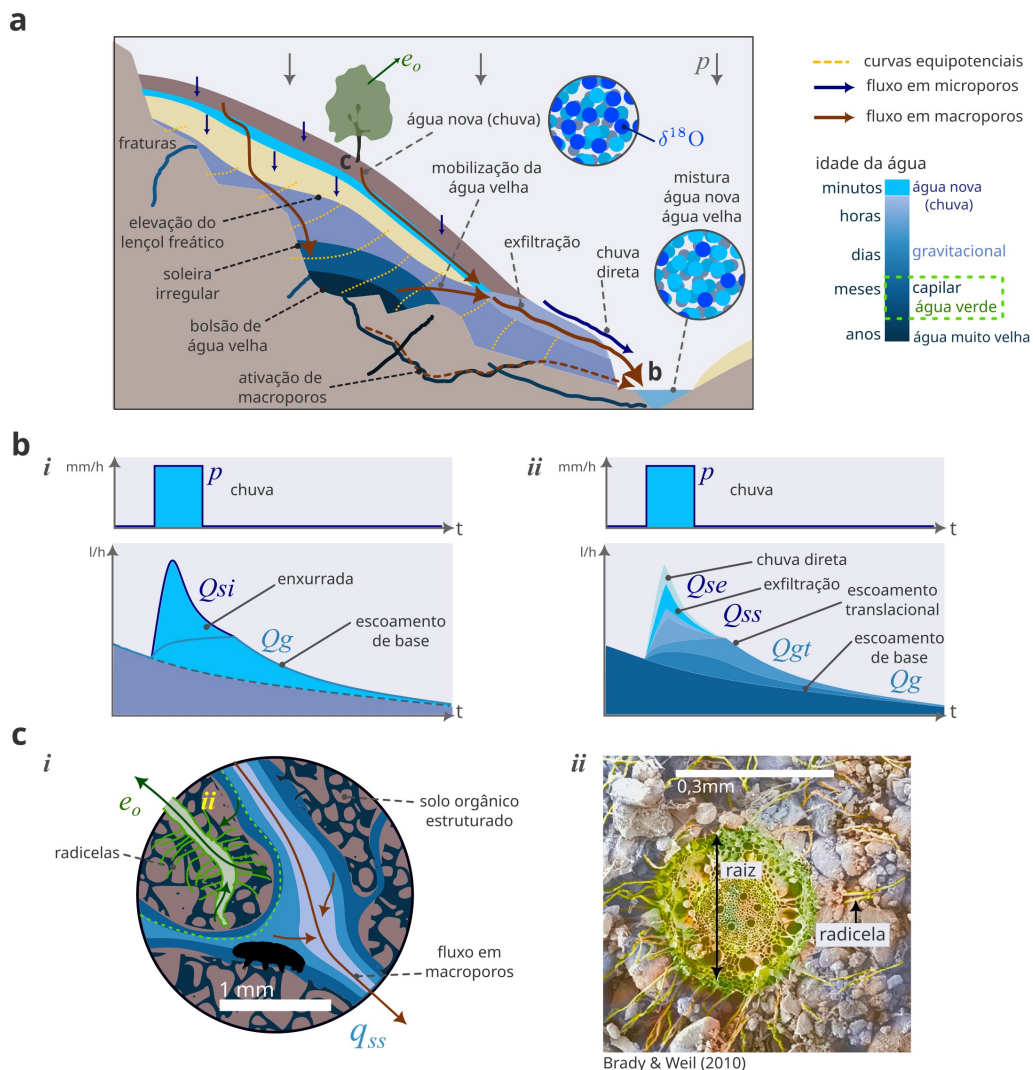 a
e_o
p
água nova (chuva)
δ¹⁸O
fraturas
c
mobilização da
água velha
mistura
água nova
água velha
elevação do
lençol freático
exfiltração
chuva
direta
soleira
irregular
bolsão de
água velha
ativação de
macroporos
b
curvas equipotenciais
fluxo em microporos
fluxo em macroporos
idade da água
minutos
água nova
(chuva)
horas
dias
gravitacional
meses
capilar
água verde
anos
água muito velha
b
i
mm/h
p
chuva
t
l/h
Qsi
enxurrada
Qg
escoamento
de base
t
ii
mm/h
p
chuva
t
l/h
chuva direta
Qse
exfiltração
Qss
escoamento
translacional
Qgt
escoamento
de base
Qg
t
c
i
e_o
ii
solo orgânico
estruturado
radicelas
fluxo em
macroporos
1 mm
q_ss
ii
0,3mm
raiz
radicela
Brady & Weil (2010)